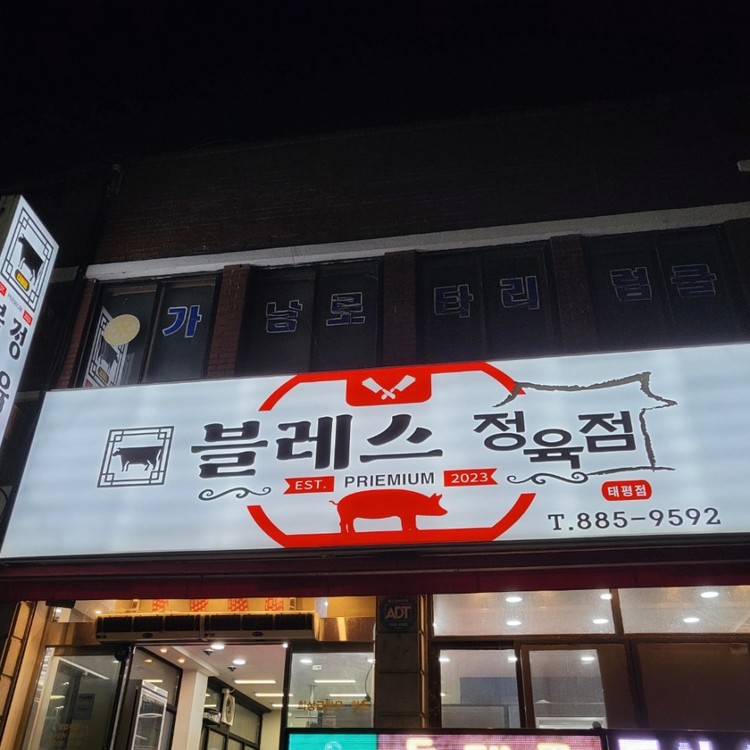 가남로타리럼클
블레스 정육점
EST. PRIEMIUM 2023
태평점
T.885-9592
ADT